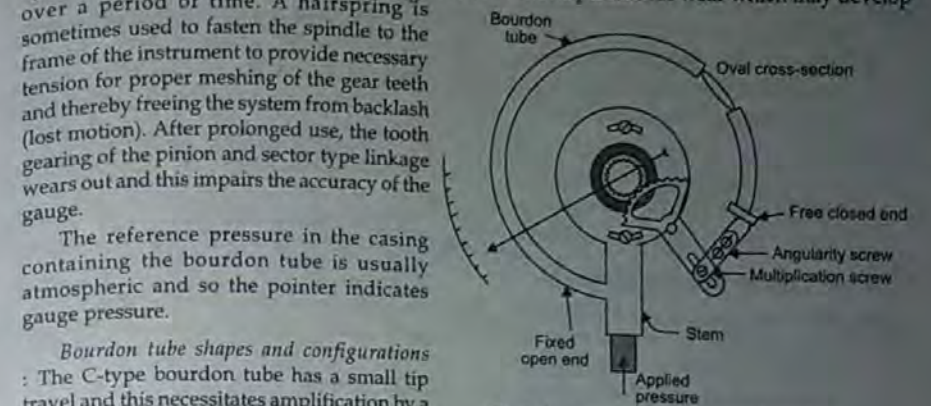 over a period of time. A hairspring is
sometimes used to fasten the spindle to the
frame of the instrument to provide necessary
tension for proper meshing of the gear teeth
and thereby freeing the system from backlash
(lost motion). After prolonged use, the tooth
gearing of the pinion and sector type linkage
wears out and this impairs the accuracy of the
gauge.
The reference pressure in the casing
containing the bourdon tube is usually
atmospheric and so the pointer indicates
gauge pressure.
Bourdon tube shapes and configurations
: The C-type bourdon tube has a small tip
travel and this necessitates amplification by a
which may develop
Bourdon
tube
Oval cross-section
Free closed end
Angularity screw
Multiplication screw
Stem
Fixed
open end
Applied
pressure